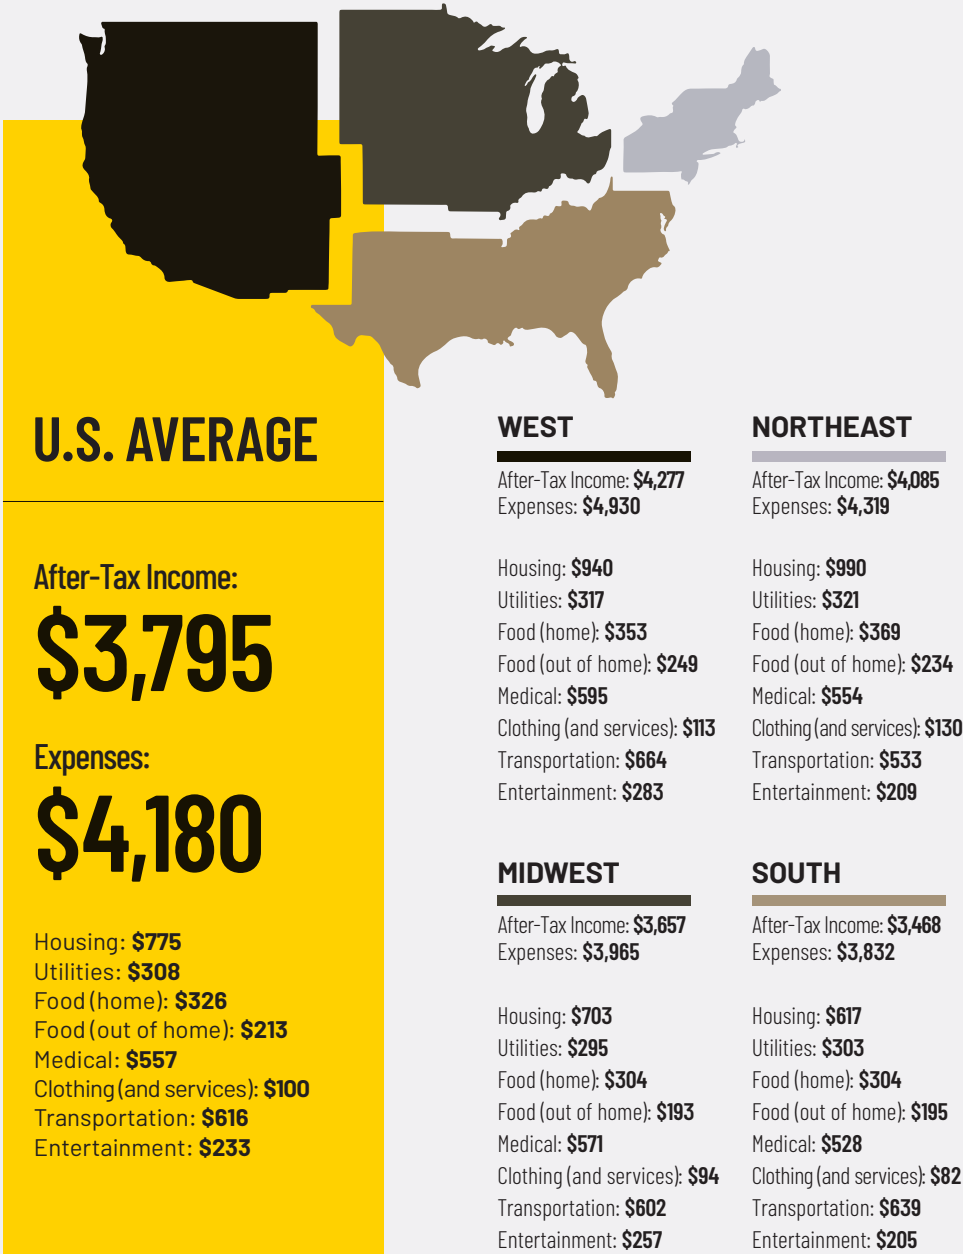 U.S. AVERAGE
After-Tax Income:
$3,795
Expenses:
$4,180
Housing: $775
Utilities: $308
Food (home): $326
Food (out of home): $213
Medical: $557
Clothing (and services): $100
Transportation: $616
Entertainment: $233
WEST
After-Tax Income: $4,277
Expenses: $4,930
Housing: $940
Utilities: $317
Food (home): $353
Food (out of home): $249
Medical: $595
Clothing (and services): $113
Transportation: $664
Entertainment: $283
NORTHEAST
After-Tax Income: $4,085
Expenses: $4,319
Housing: $990
Utilities: $321
Food (home): $369
Food (out of home): $234
Medical: $554
Clothing (and services): $130
Transportation: $533
Entertainment: $209
MIDWEST
After-Tax Income: $3,657
Expenses: $3,965
Housing: $703
Utilities: $295
Food (home): $304
Food (out of home): $193
Medical: $571
Clothing (and services): $94
Transportation: $602
Entertainment: $257
SOUTH
After-Tax Income: $3,468
Expenses: $3,832
Housing: $617
Utilities: $303
Food (home): $304
Food (out of home): $195
Medical: $528
Clothing (and services): $82
Transportation: $639
Entertainment: $205